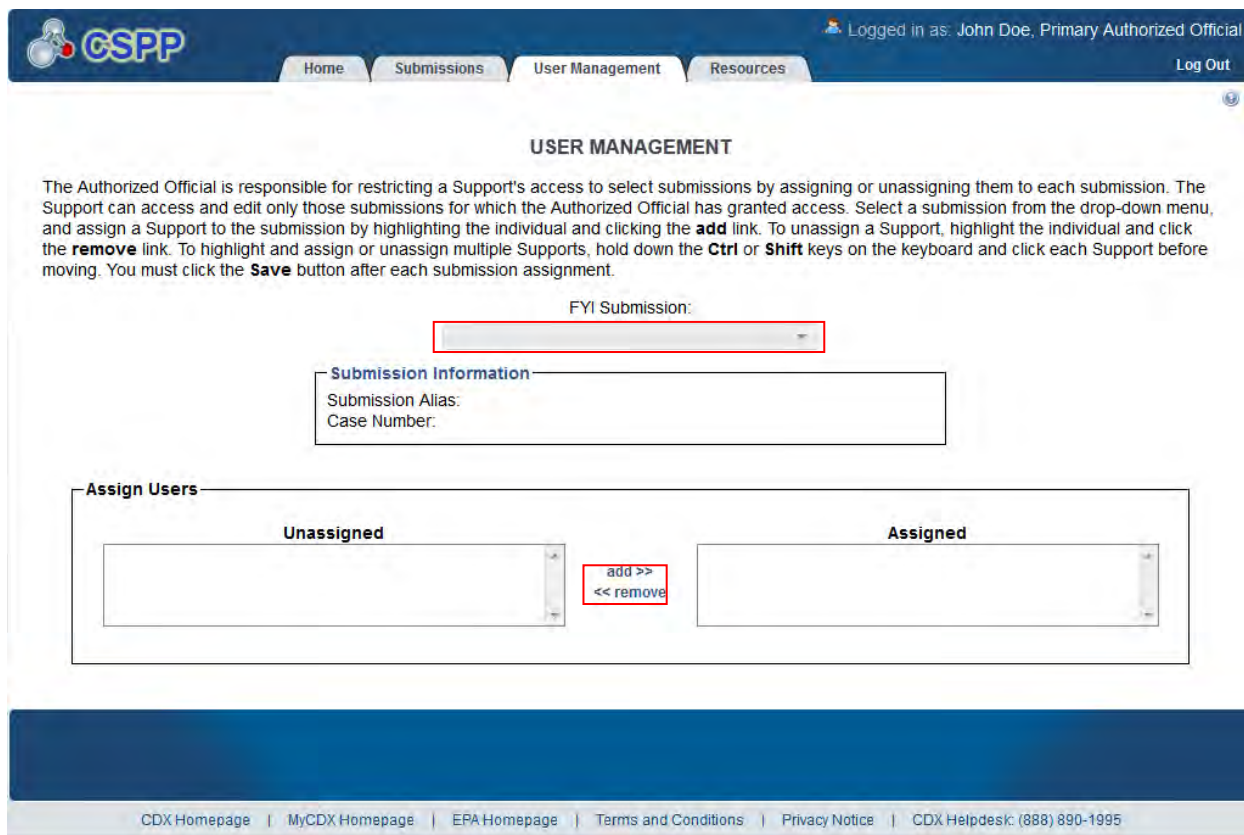 CSPP
Logged in as: John Doe, Primary Authorized Official
Home Submissions User Management Resources
Log Out
USER MANAGEMENT
The Authorized Official is responsible for restricting a Support's access to select submissions by assigning or unassigning them to each submission. The
Support can access and edit only those submissions for which the Authorized Official has granted access. Select a submission from the drop-down menu,
and assign a Support to the submission by highlighting the individual and clicking the add link. To unassign a Support, highlight the individual and click
the remove link. To highlight and assign or unassign multiple Supports, hold down the Ctrl or Shift keys on the keyboard and click each Support before
moving. You must click the Save button after each submission assignment.
FYI Submission:
Submission Information
Submission Alias:
Case Number:
Assign Users
Unassigned
Assigned
add >>
<< remove
CDX Homepage | MyCDX Homepage | EPA Homepage | Terms and Conditions | Privacy Notice | CDX Helpdesk: (888) 890-1995